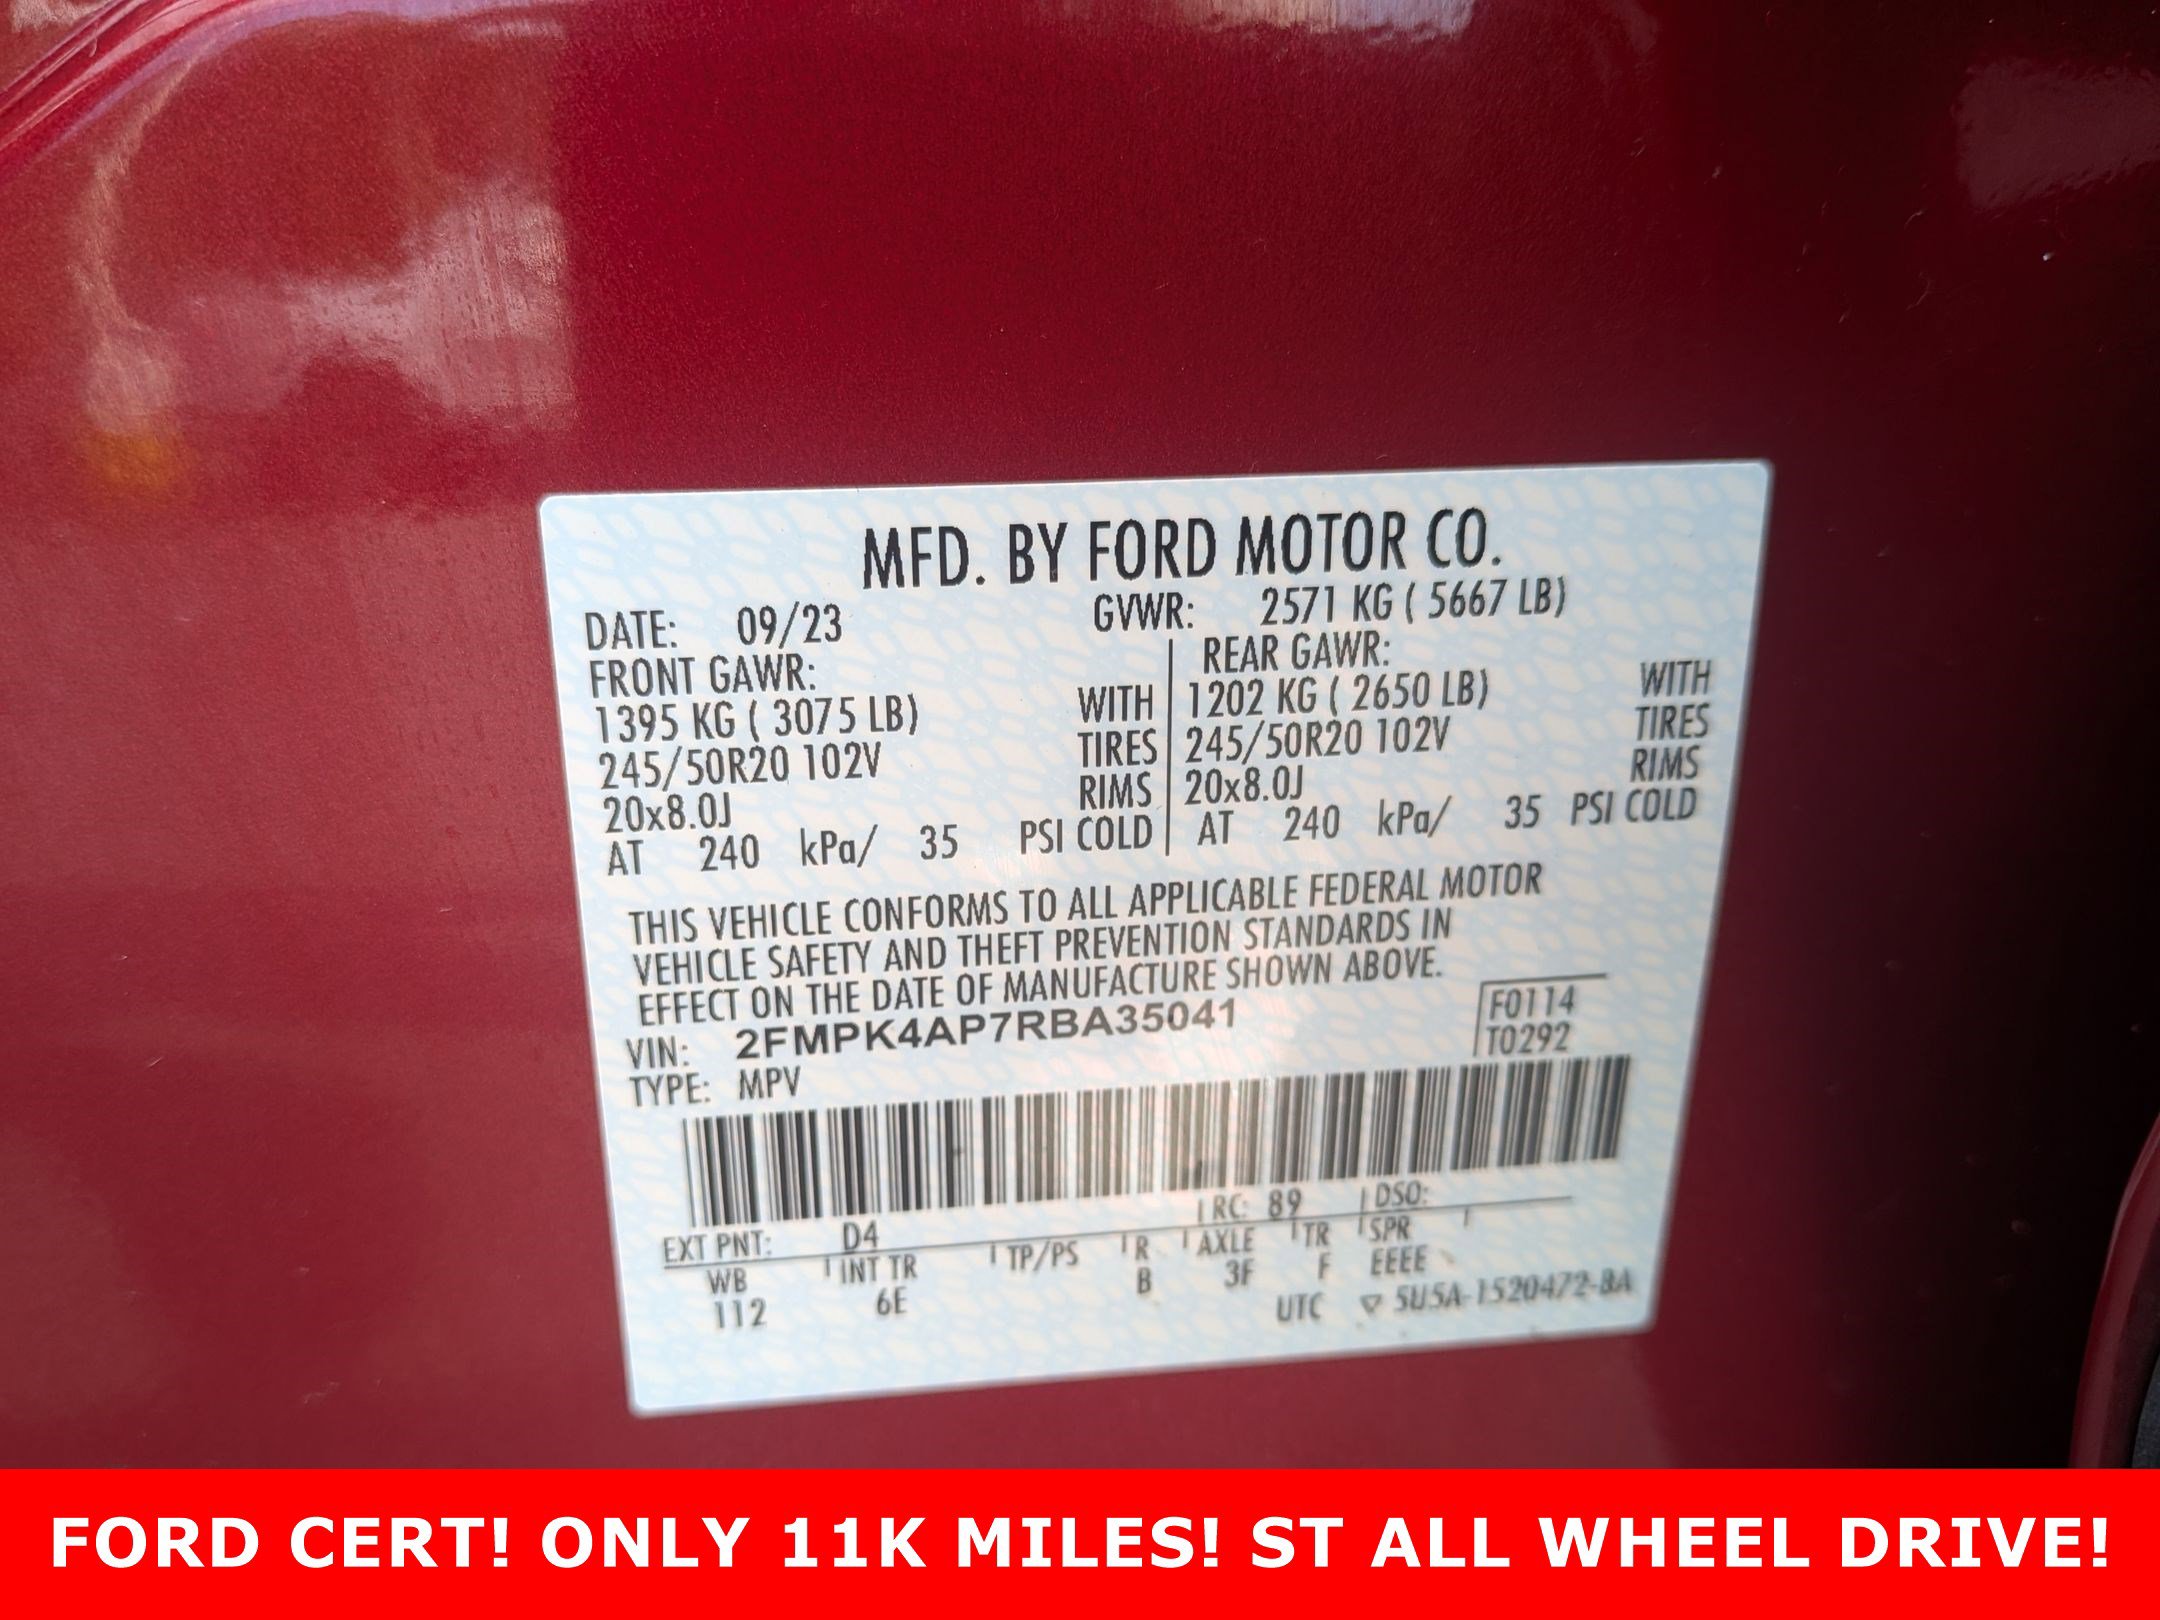 MFD. BY FORD MOTOR CO.
DATE: 09/23 GVWR: 2571 KG ( 5667 LB)
FRONT GAWR: REAR GAWR:
1395 KG ( 3075 LB) WITH 1202 KG ( 2650 LB) WITH
245/50R20 102V TIRES 245/50R20 102V TIRES
20x8.0J RIMS 20x8.0J RIMS
AT 240 kPa/ 35 PSI COLD AT 240 kPa/ 35 PSI COLD
THIS VEHICLE CONFORMS TO ALL APPLICABLE FEDERAL MOTOR
VEHICLE SAFETY AND THEFT PREVENTION STANDARDS IN
EFFECT ON THE DATE OF MANUFACTURE SHOWN ABOVE.
VIN: 2FMPK4AP7RBA35041 F0114
TYPE: MPV T0292
EXT PNT: D4 RC: 89 DSO:
WB INT TR TP/PS R AXLE TR SPR
112 6E B 3F F EEEE
UTC ▽ 5U5A-1520472-BA
FORD CERT! ONLY 11K MILES! ST ALL WHEEL DRIVE!